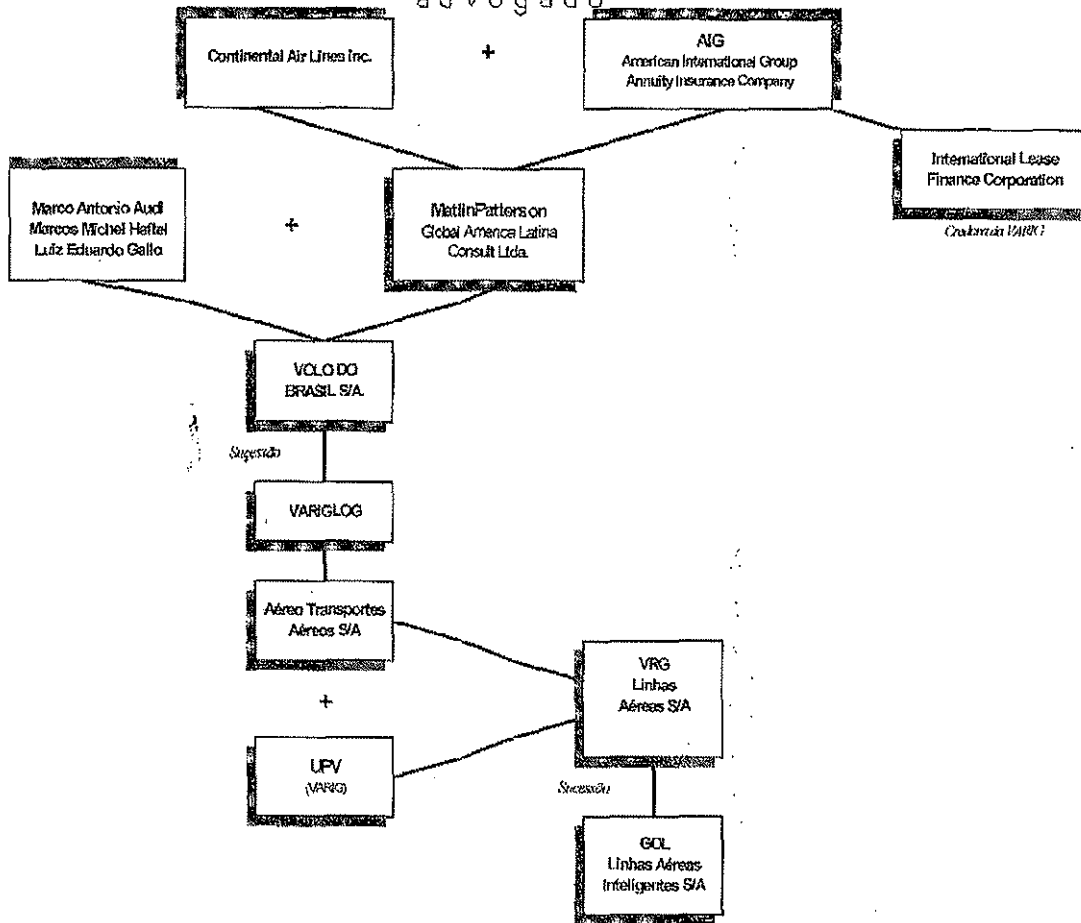 advogado
Continental Air Lines Inc.
+
AIG
American International Group
Annuity Insurance Company
International Lease
Finance Corporation
Credora da VARIG
Marco Antonio Audi
Marcos Michel Haftel
Luiz Eduardo Gallo
+
MatlinPatterson
Global America Latina
Consult Ltda.
VOLO DO
BRASIL S/A.
Sucessão
VARIGLOG
Aéreo Transportes
Aéreos S/A
+
UPV
(VARIG)
VRG
Linhas
Aéreas S/A
Sucessão
GOL
Linhas Aéreas
Inteligentes S/A